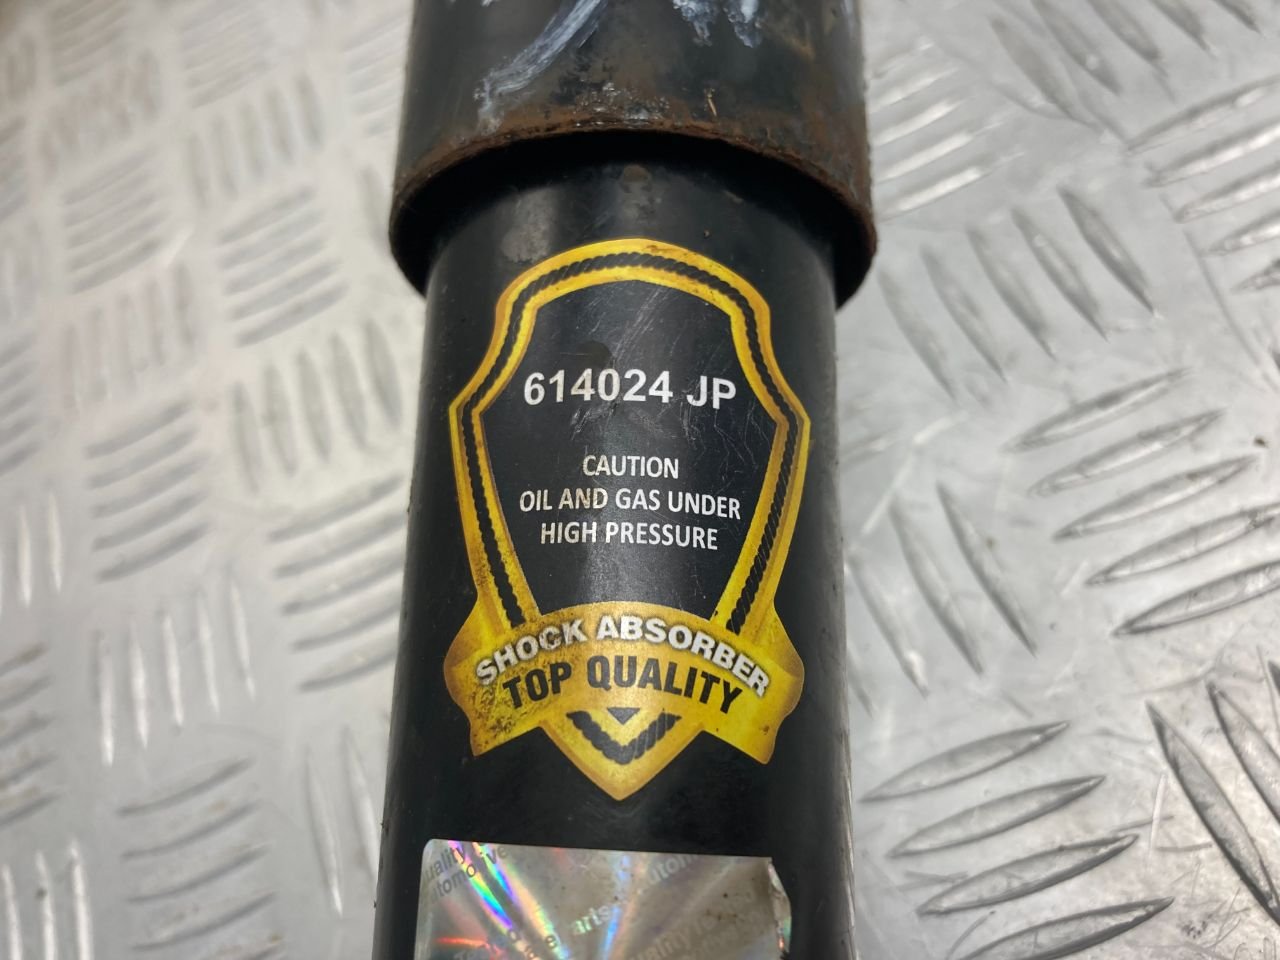 614024 JP
CAUTION
OIL AND GAS UNDER
HIGH PRESSURE
SHOCK ABSORBER
TOP QUALITY